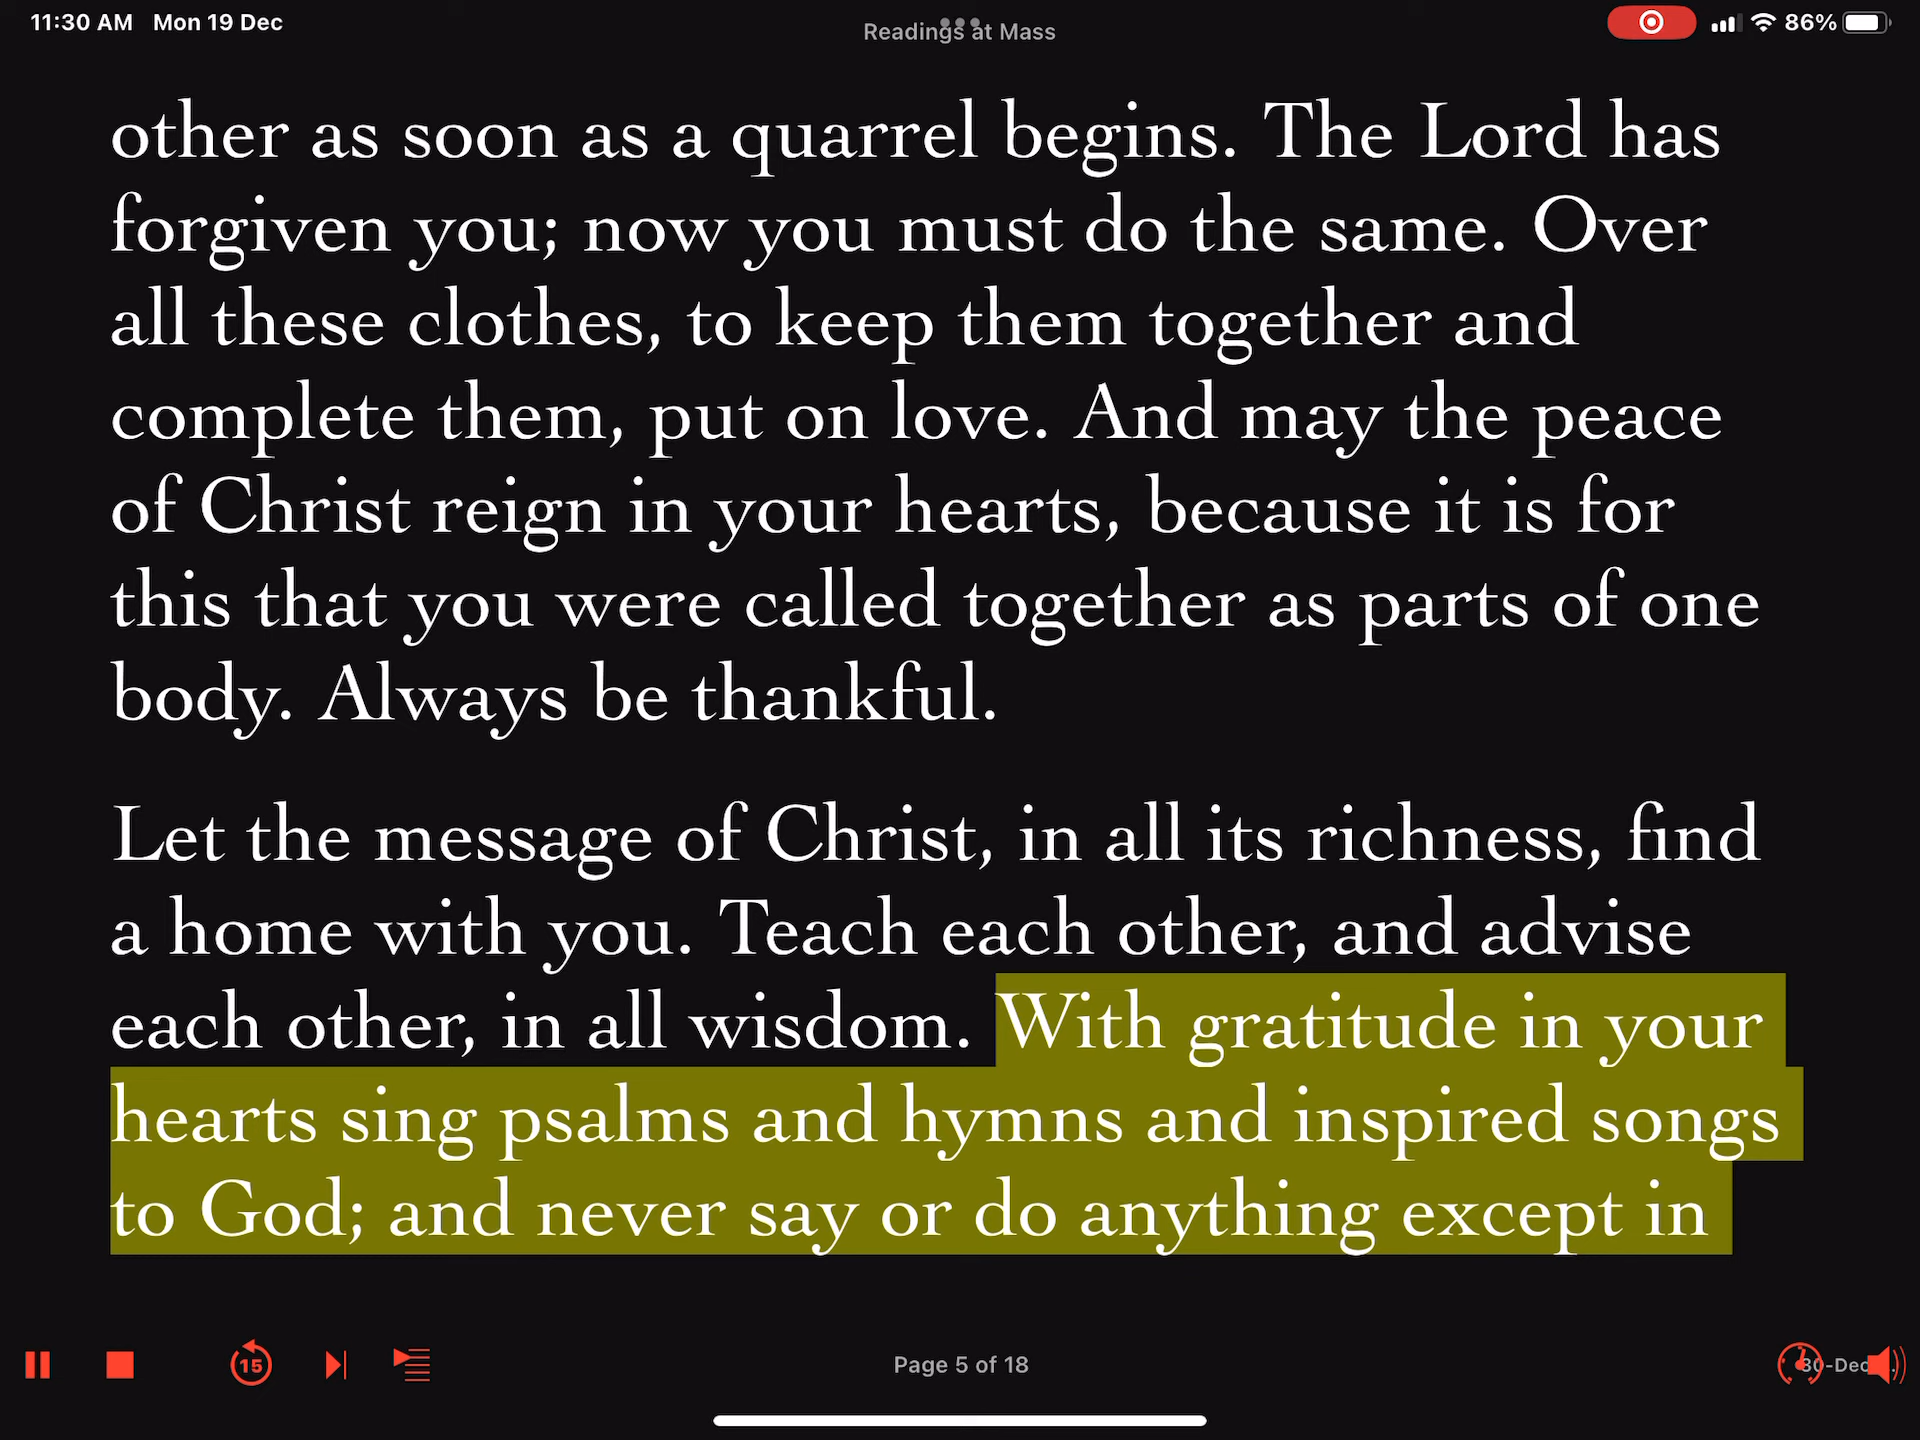 11:30 AM Mon 19 Dec
Readings at Mass
86%
other as soon as a quarrel begins. The Lord has
forgiven you; now you must do the same. Over
all these clothes, to keep them together and
complete them, put on love. And may the peace
of Christ reign in your hearts, because it is for
this that you were called together as parts of one
body. Always be thankful.
Let the message of Christ, in all its richness, find
a home with you. Teach each other, and advise
each other, in all wisdom. With gratitude in your
hearts sing psalms and hymns and inspired songs
to God; and never say or do anything except in
15
Page 5 of 18
30-Dec